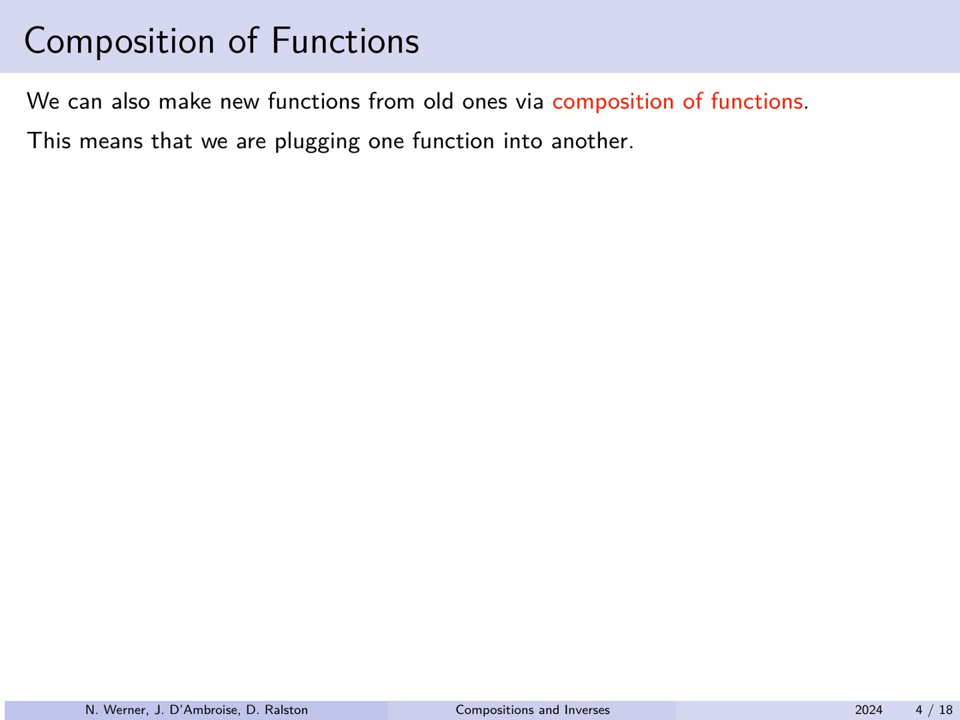 Composition of Functions
We can also make new functions from old ones via composition of functions.
This means that we are plugging one function into another.
N. Werner, J. D'Ambroise, D. Ralston Compositions and Inverses 2024 4 / 18